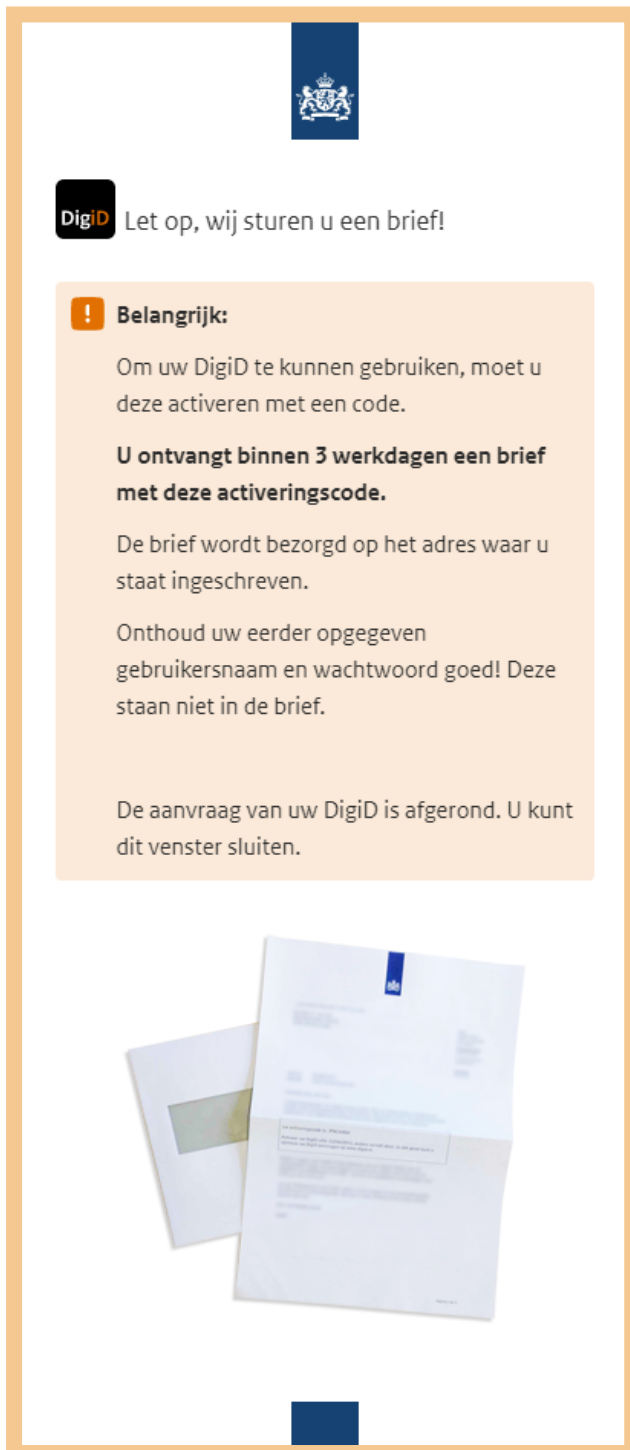 DigiD Let op, wij sturen u een brief!
! Belangrijk:
Om uw DigiD te kunnen gebruiken, moet u
deze activeren met een code.
U ontvangt binnen 3 werkdagen een brief
met deze activeringscode.
De brief wordt bezorgd op het adres waar u
staat ingeschreven.
Onthoud uw eerder opgegeven
gebruikersnaam en wachtwoord goed! Deze
staan niet in de brief.
De aanvraag van uw DigiD is afgerond. U kunt
dit venster sluiten.